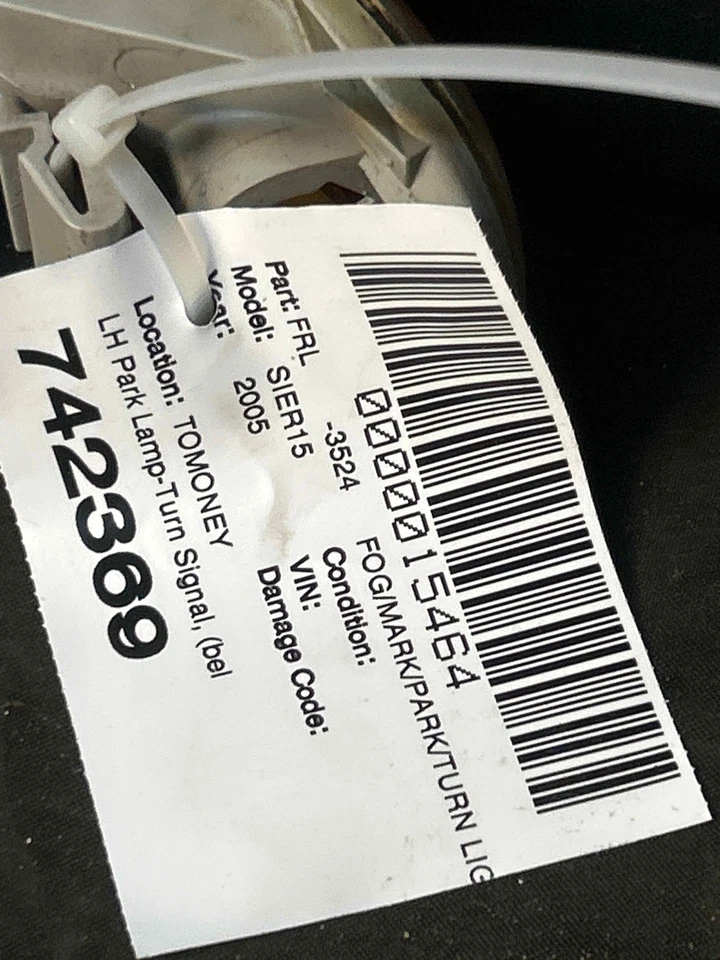 0000015464
Part: FRL -3524 FOG/MARK/PARK/TURN LIG
Model: SIER15 Condition:
Year: 2005 VIN:
Damage Code:
Location: TOMONEY
LH Park Lamp-Turn Signal, (bel
742369